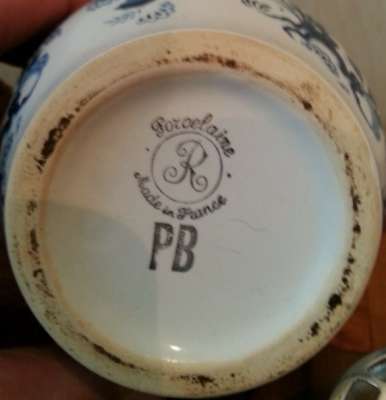 Porcelaine
R
Made in France
PB